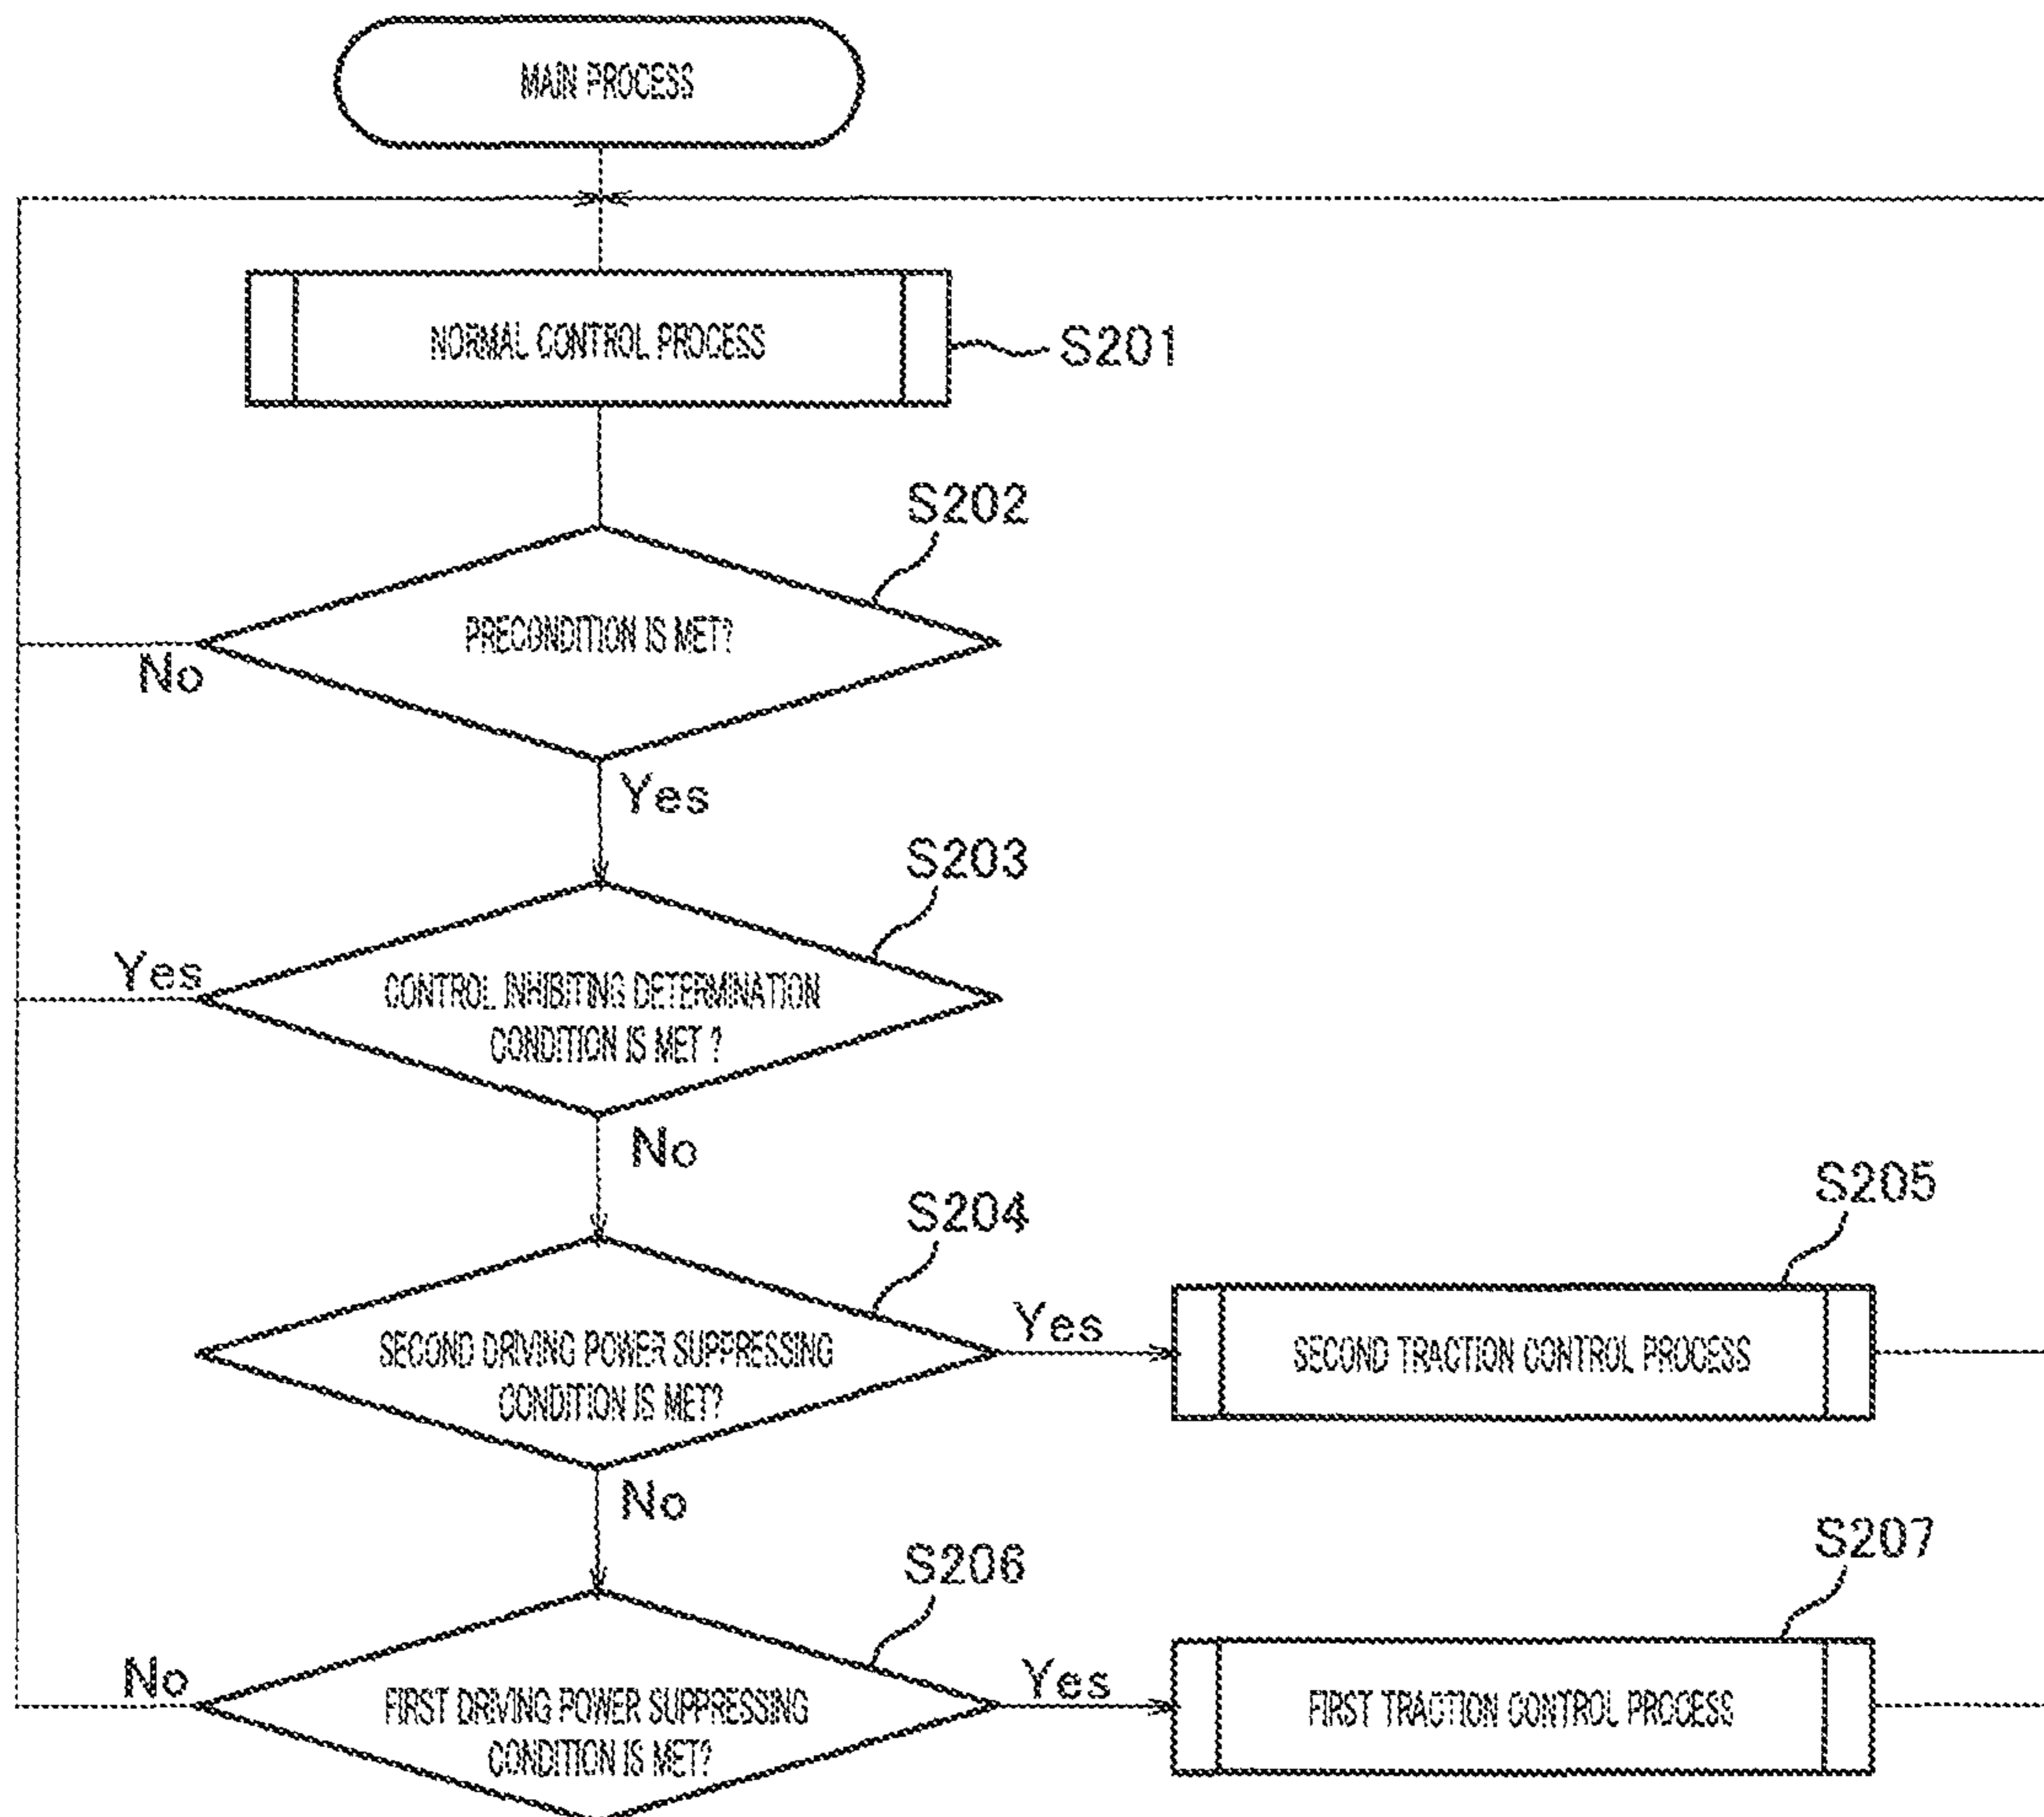 MAIN PROCESS
NORMAL CONTROL PROCESS
S201
S202
PRECONDITION IS MET?
No
Yes
S203
Yes
CONTROL INHIBITING DETERMINATION
CONDITION IS MET ?
No
S204
SECOND DRIVING POWER SUPPRESSING
CONDITION IS MET?
Yes
S205
SECOND TRACTION CONTROL PROCESS
No
S206
No
FIRST DRIVING POWER SUPPRESSING
CONDITION IS MET?
Yes
S207
FIRST TRACTION CONTROL PROCESS